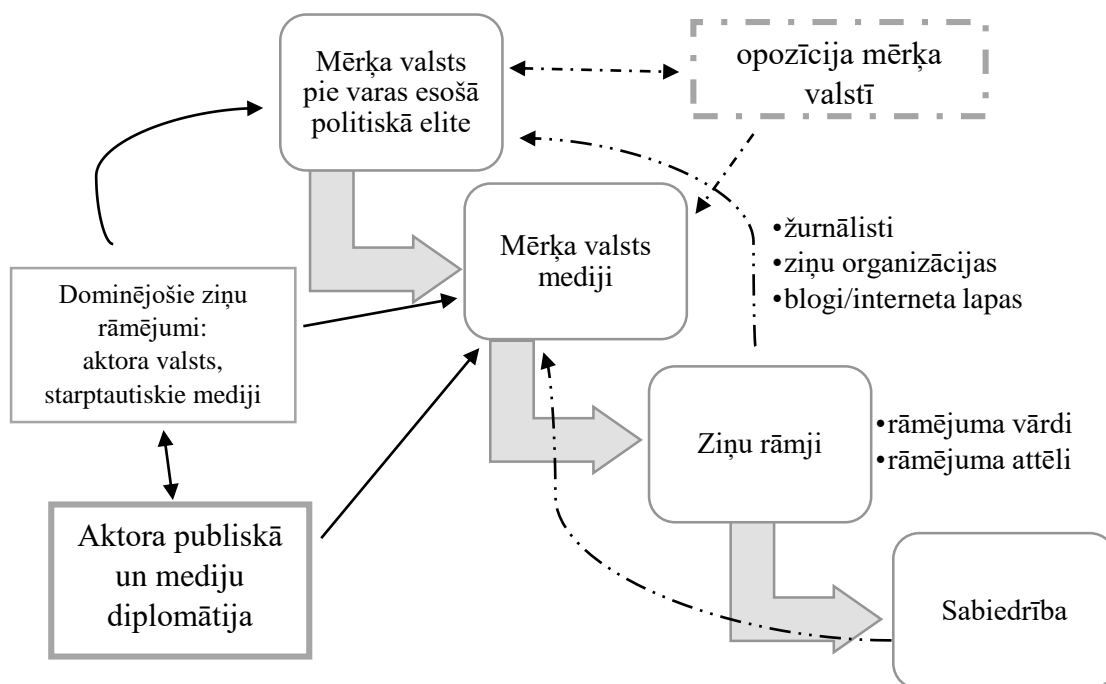 Mērķa valsts
pie varas esošā
politiskā elite
opozīcija mērķa
valstī
Mērķa valsts
mediji
•žurnālisti
•ziņu organizācijas
•blogi/interneta lapas
Dominējošie ziņu
rāmējumi:
aktora valsts,
starptautiskie mediji
Ziņu rāmji
•rāmējuma vārdi
•rāmējuma attēli
Aktora publiskā
un mediju
diplomātija
Sabiedrība